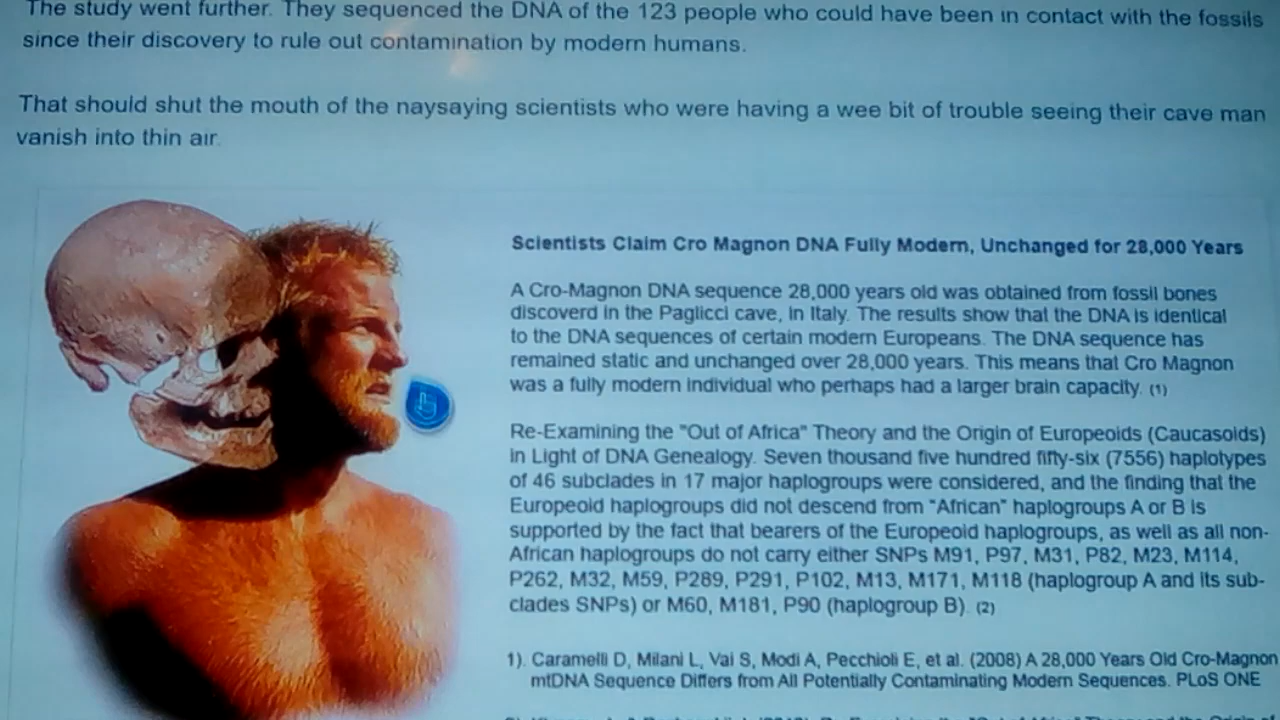 The study went further. They sequenced the DNA of the 123 people who could have been in contact with the fossils
since their discovery to rule out contamination by modern humans.
That should shut the mouth of the naysaying scientists who were having a wee bit of trouble seeing their cave man
vanish into thin air.
Scientists Claim Cro Magnon DNA Fully Modern, Unchanged for 28,000 Years
A Cro-Magnon DNA sequence 28,000 years old was obtained from fossil bones
discoverd in the Paglicci cave, in Italy. The results show that the DNA is identical
to the DNA sequences of certain modern Europeans. The DNA sequence has
remained static and unchanged over 28,000 years. This means that Cro Magnon
was a fully modern individual who perhaps had a larger brain capacity. (1)
Re-Examining the "Out of Africa" Theory and the Origin of Europeoids (Caucasoids)
in Light of DNA Genealogy. Seven thousand five hundred fifty-six (7556) haplotypes
of 46 subclades in 17 major haplogroups were considered, and the finding that the
Europeoid haplogroups did not descend from "African" haplogroups A or B is
supported by the fact that bearers of the Europeoid haplogroups, as well as all non-
African haplogroups do not carry either SNPs M91, P97, M31, P82, M23, M114,
P262, M32, M59, P289, P291, P102, M13, M171, M118 (haplogroup A and its sub-
clades SNPs) or M60, M181, P90 (haplogroup B). (2)
1). Caramelli D, Milani L, Vai S, Modi A, Pecchioli E, et al. (2008) A 28,000 Years Old Cro-Magnon
mtDNA Sequence Differs from All Potentially Contaminating Modern Sequences. PLoS ONE